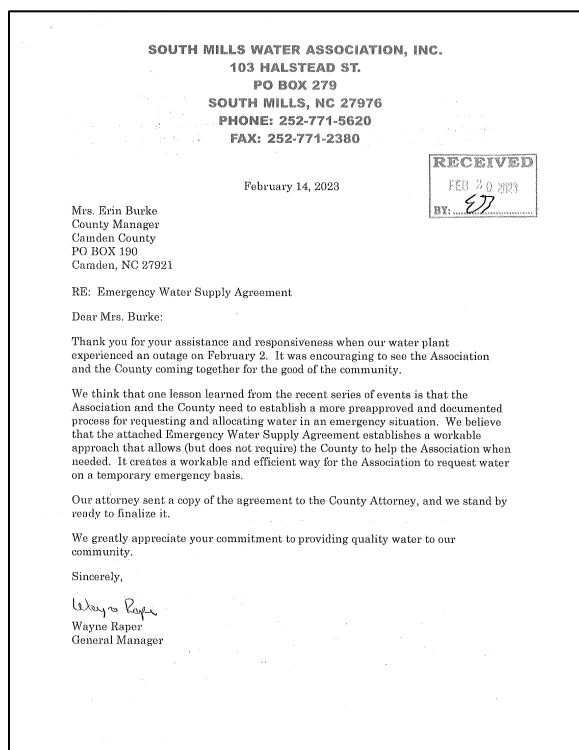 SOUTH MILLS WATER ASSOCIATION, INC.
103 HALSTEAD ST.
PO BOX 279
SOUTH MILLS, NC 27976
PHONE: 252-771-5620
FAX: 252-771-2380
RECEIVED
FEB 20 2023
BY:
February 14, 2023
Mrs. Erin Burke
County Manager
Camden County
PO BOX 190
Camden, NC 27921
RE: Emergency Water Supply Agreement
Dear Mrs. Burke:
Thank you for your assistance and responsiveness when our water plant
experienced an outage on February 2. It was encouraging to see the Association
and the County coming together for the good of the community.
We think that one lesson learned from the recent series of events is that the
Association and the County need to establish a more preapproved and documented
process for requesting and allocating water in an emergency situation. We believe
that the attached Emergency Water Supply Agreement establishes a workable
approach that allows (but does not require) the County to help the Association when
needed. It creates a workable and efficient way for the Association to request water
on a temporary emergency basis.
Our attorney sent a copy of the agreement to the County Attorney, and we stand by
ready to finalize it.
We greatly appreciate your commitment to providing quality water to our
community.
Sincerely,
Wayne Raper
Wayne Raper
General Manager